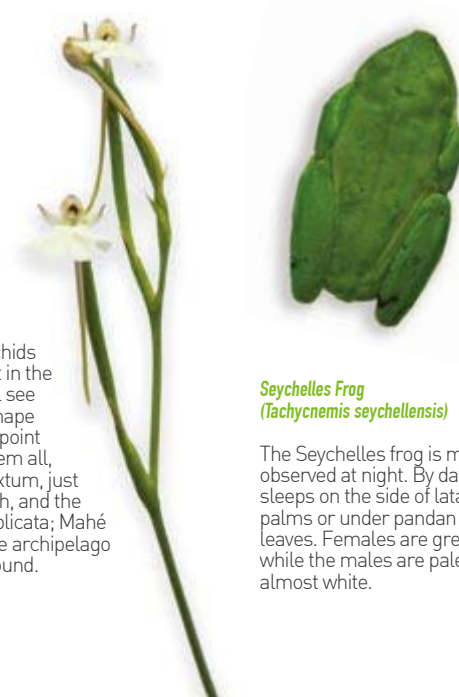 chids
t in the
see
hape
point
em all,
xtum, just
h, and the
plicata; Mahé
e archipelago
ound.
Seychelles Frog
(Tachycnemis seychellensis)
The Seychelles frog is m
observed at night. By da
sleeps on the side of lata
palms or under pandan
leaves. Females are gre
while the males are pale
almost white.